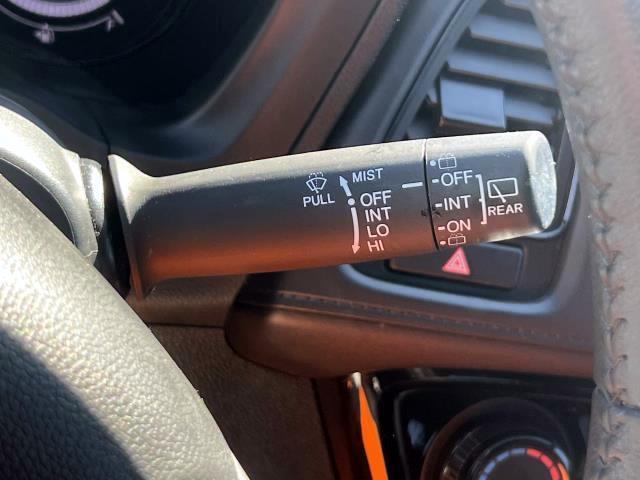 MIST
PULL
OFF
INT
LO
HI
OFF
INT
REAR
ON